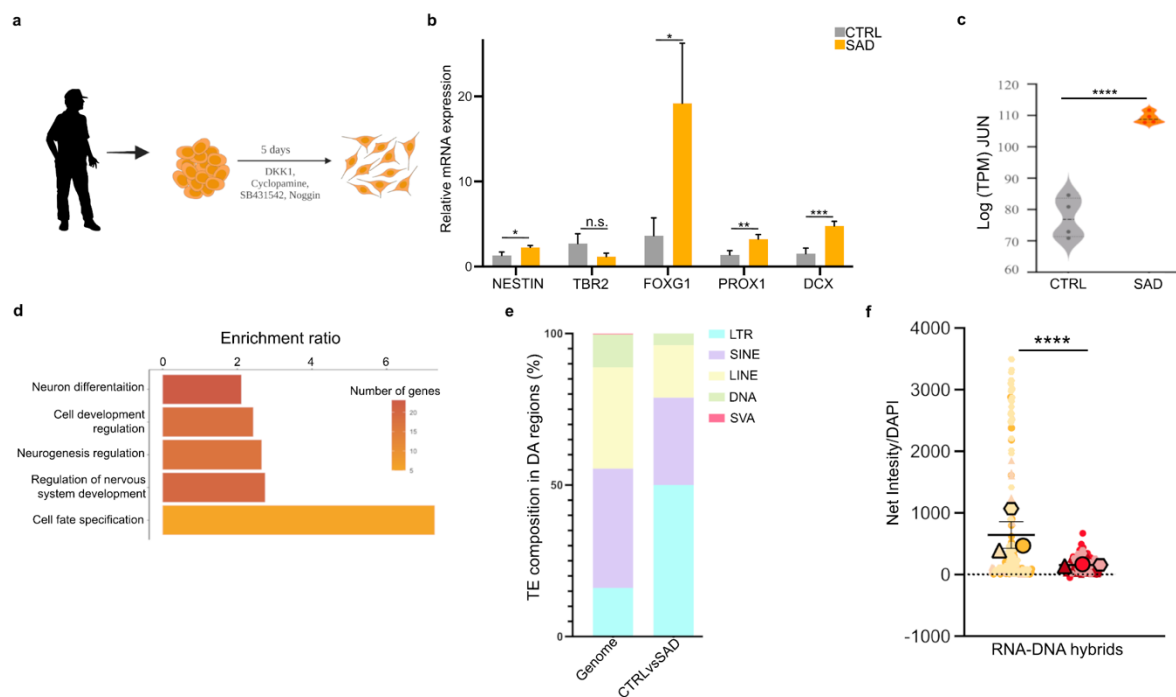 a
5 days
DKK1,
Cyclopamine,
SB431542, Noggin
b
CTRL
SAD
Relative mRNA expression
20
10
0
*
n.s.
*
**
***
NESTIN
TBR2
FOXG1
PROX1
DCX
c
Log (TPM) JUN
120
110
100
90
80
70
60
****
CTRL
SAD
d
Enrichment ratio
0
2
4
6
Neuron differentaition
Cell development
regulation
Neurogenesis regulation
Regulation of nervous
system development
Cell fate specification
Number of genes
20
15
10
5
e
TE composition in DA regions (%)
100
50
0
Genome
CTRLvsSAD
LTR
SINE
LINE
DNA
SVA
f
Net Intesity/DAPI
4000
3000
2000
1000
0
-1000
****
RNA-DNA hybrids